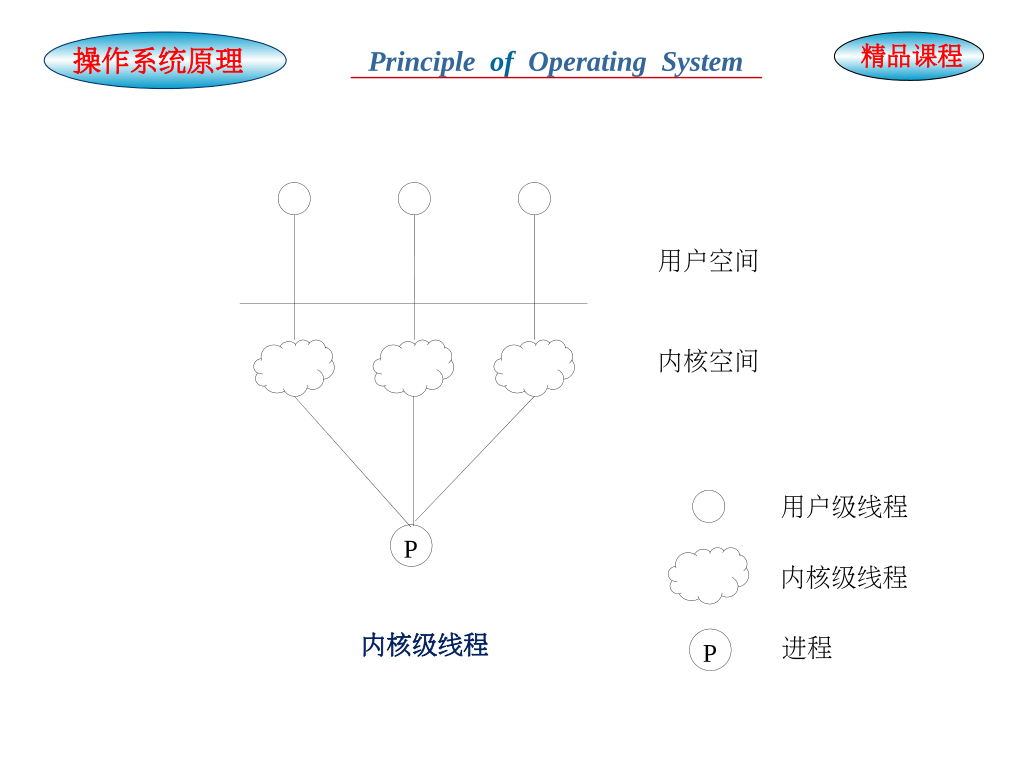 操作系统原理
Principle of Operating System
精品课程
用户空间
内核空间
P
用户级线程
内核级线程
P 进程
内核级线程